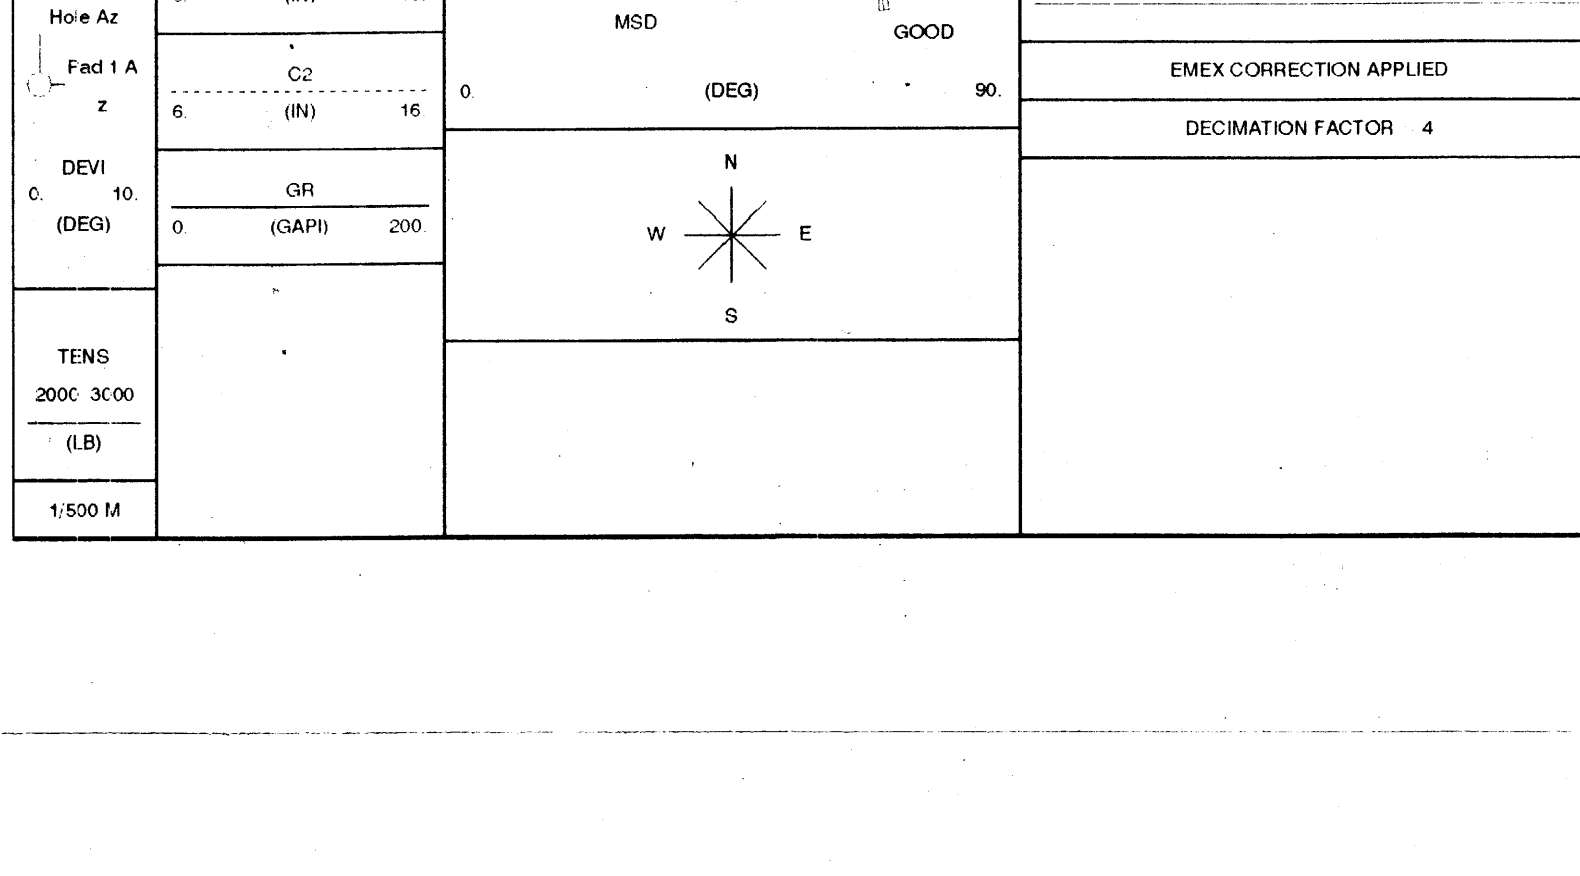 Hole Az
Pad 1 A
z
DEVI
0. 10.
(DEG)
TENS
2000 3000
(LB)
1/500 M
C2
6. (IN) 16.
GR
0. (GAPI) 200.
MSD
GOOD
0. (DEG) 90.
N
W E
S
EMEX CORRECTION APPLIED
DECIMATION FACTOR 4